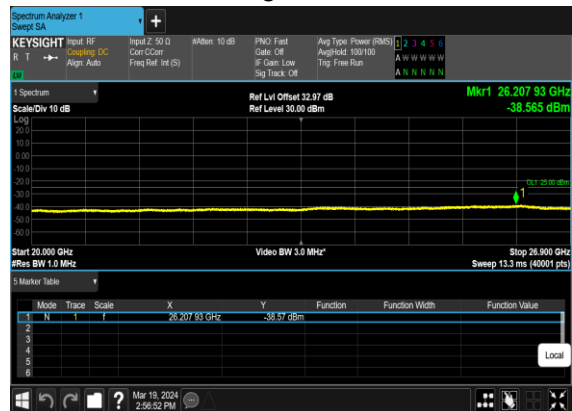 Spectrum Analyzer 1
Swept SA
+
KEYSIGHT Input: RF Input Z: 50 Ω #Atten: 10 dB PNO: Fast Avg Type: Power (RMS) 1 2 3 4 5 6
R T Coupling: DC Corr CCorr Gate: Off Avg|Hold: 100/100 A W W W W W
Align: Auto Freq Ref: Int (S) IF Gain: Low Trig: Free Run
LXI Sig Track: Off A N N N N N
1 Spectrum Ref Lvl Offset 32.97 dB Mkr1 26.207 93 GHz
Scale/Div 10 dB Ref Level 30.00 dBm -38.565 dBm
Log
20.0
10.0
0.00
-10.0
-20.0 DL1 -25.00 dBm
-30.0 1
-40.0
-50.0
-60.0
Start 20.000 GHz Video BW 3.0 MHz* Stop 26.900 GHz
#Res BW 1.0 MHz Sweep 13.3 ms (40001 pts)
5 Marker Table
Mode Trace Scale X Y Function Function Width Function Value
1 N 1 f 26.207 93 GHz -38.57 dBm
2
3
4
5
6
Local
? Mar 19, 2024
2:56:52 PM